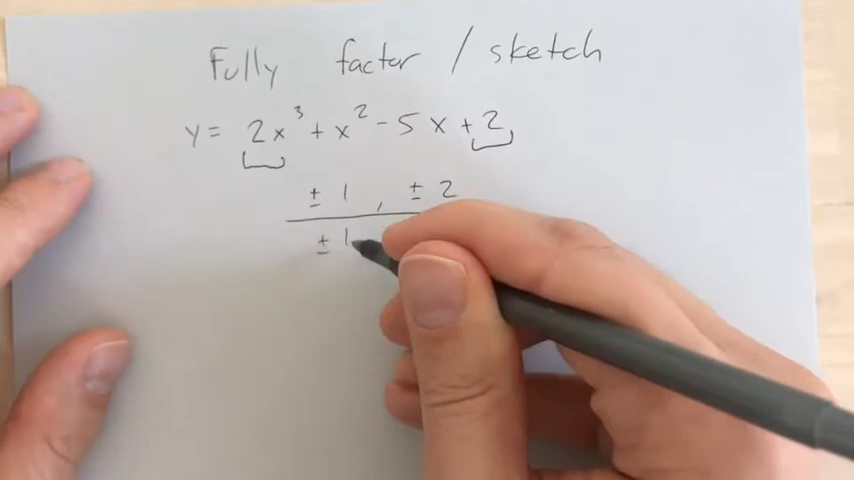 Fully factor / sketch
y = 2x³ + x² - 5x + 2
± 1 , ± 2
± 1